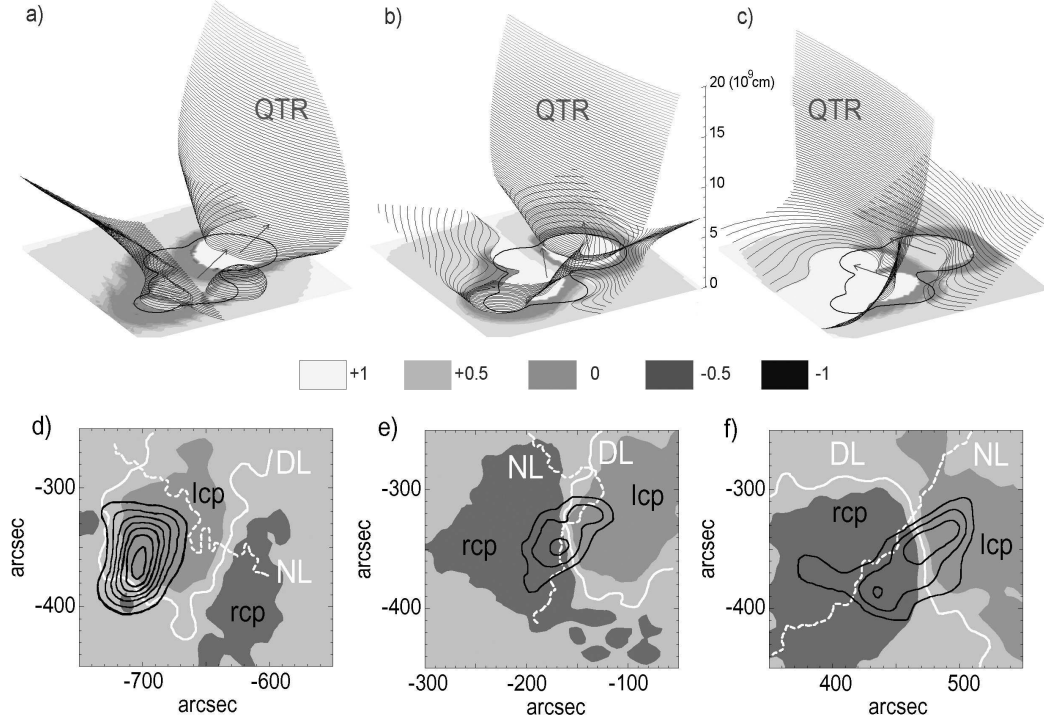 a)
b)
c)
QTR
QTR
QTR
20 (10⁹cm)
15
10
5
0
+1
+0.5
0
-0.5
-1
d)
e)
f)
DL
lcp
NL
rcp
-300
-400
arcsec
-700
-600
arcsec
NL
DL
lcp
rcp
-300
-400
arcsec
-300
-200
-100
arcsec
DL
NL
rcp
lcp
-300
-400
arcsec
400
500
arcsec